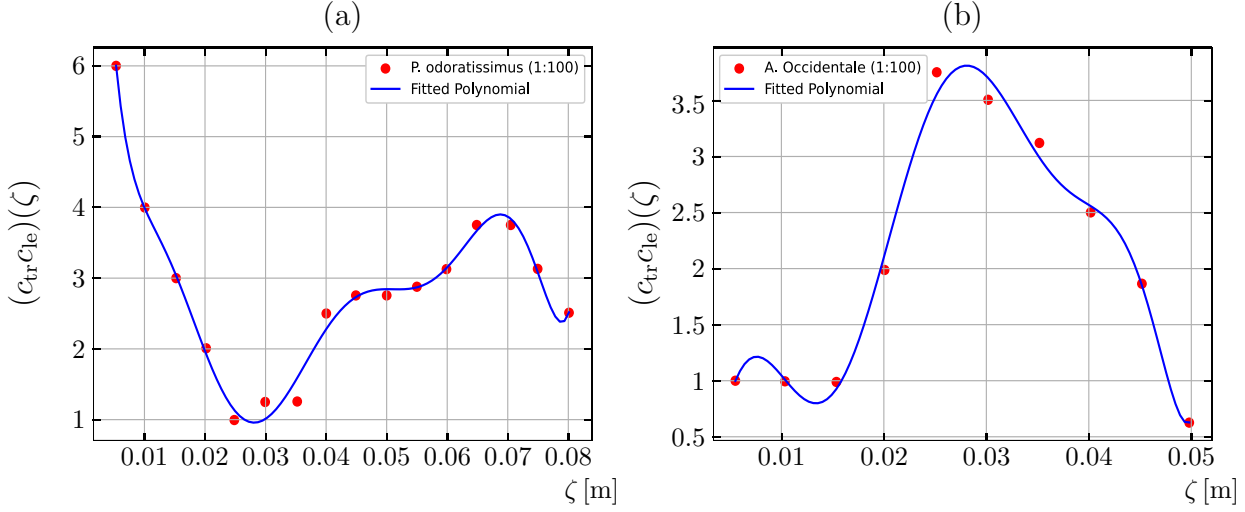 (a)
P. odoratissimus (1:100)
Fitted Polynomial
(c_tr c_le)(ζ)
6
5
4
3
2
1
0.01 0.02 0.03 0.04 0.05 0.06 0.07 0.08
ζ [m]
(b)
A. Occidentale (1:100)
Fitted Polynomial
(c_tr c_le)(ζ)
3.5
3
2.5
2
1.5
1
0.5
0.01 0.02 0.03 0.04 0.05
ζ [m]